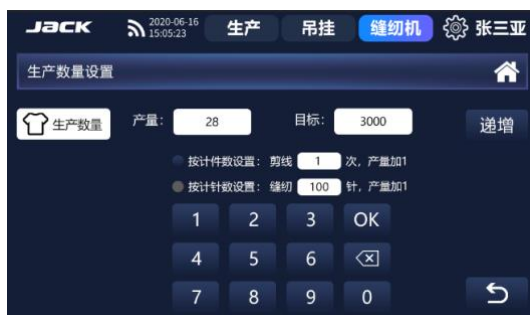 JACK 2020-06-16 生产 吊挂 缝纫机 张三亚
15:05:23
生产数量设置
生产数量 产量: 28 目标: 3000 递增
按计件数设置: 剪线 1 次, 产量加1
按计针数设置: 缝纫 100 针, 产量加1
1 2 3 OK
4 5 6
7 8 9 0